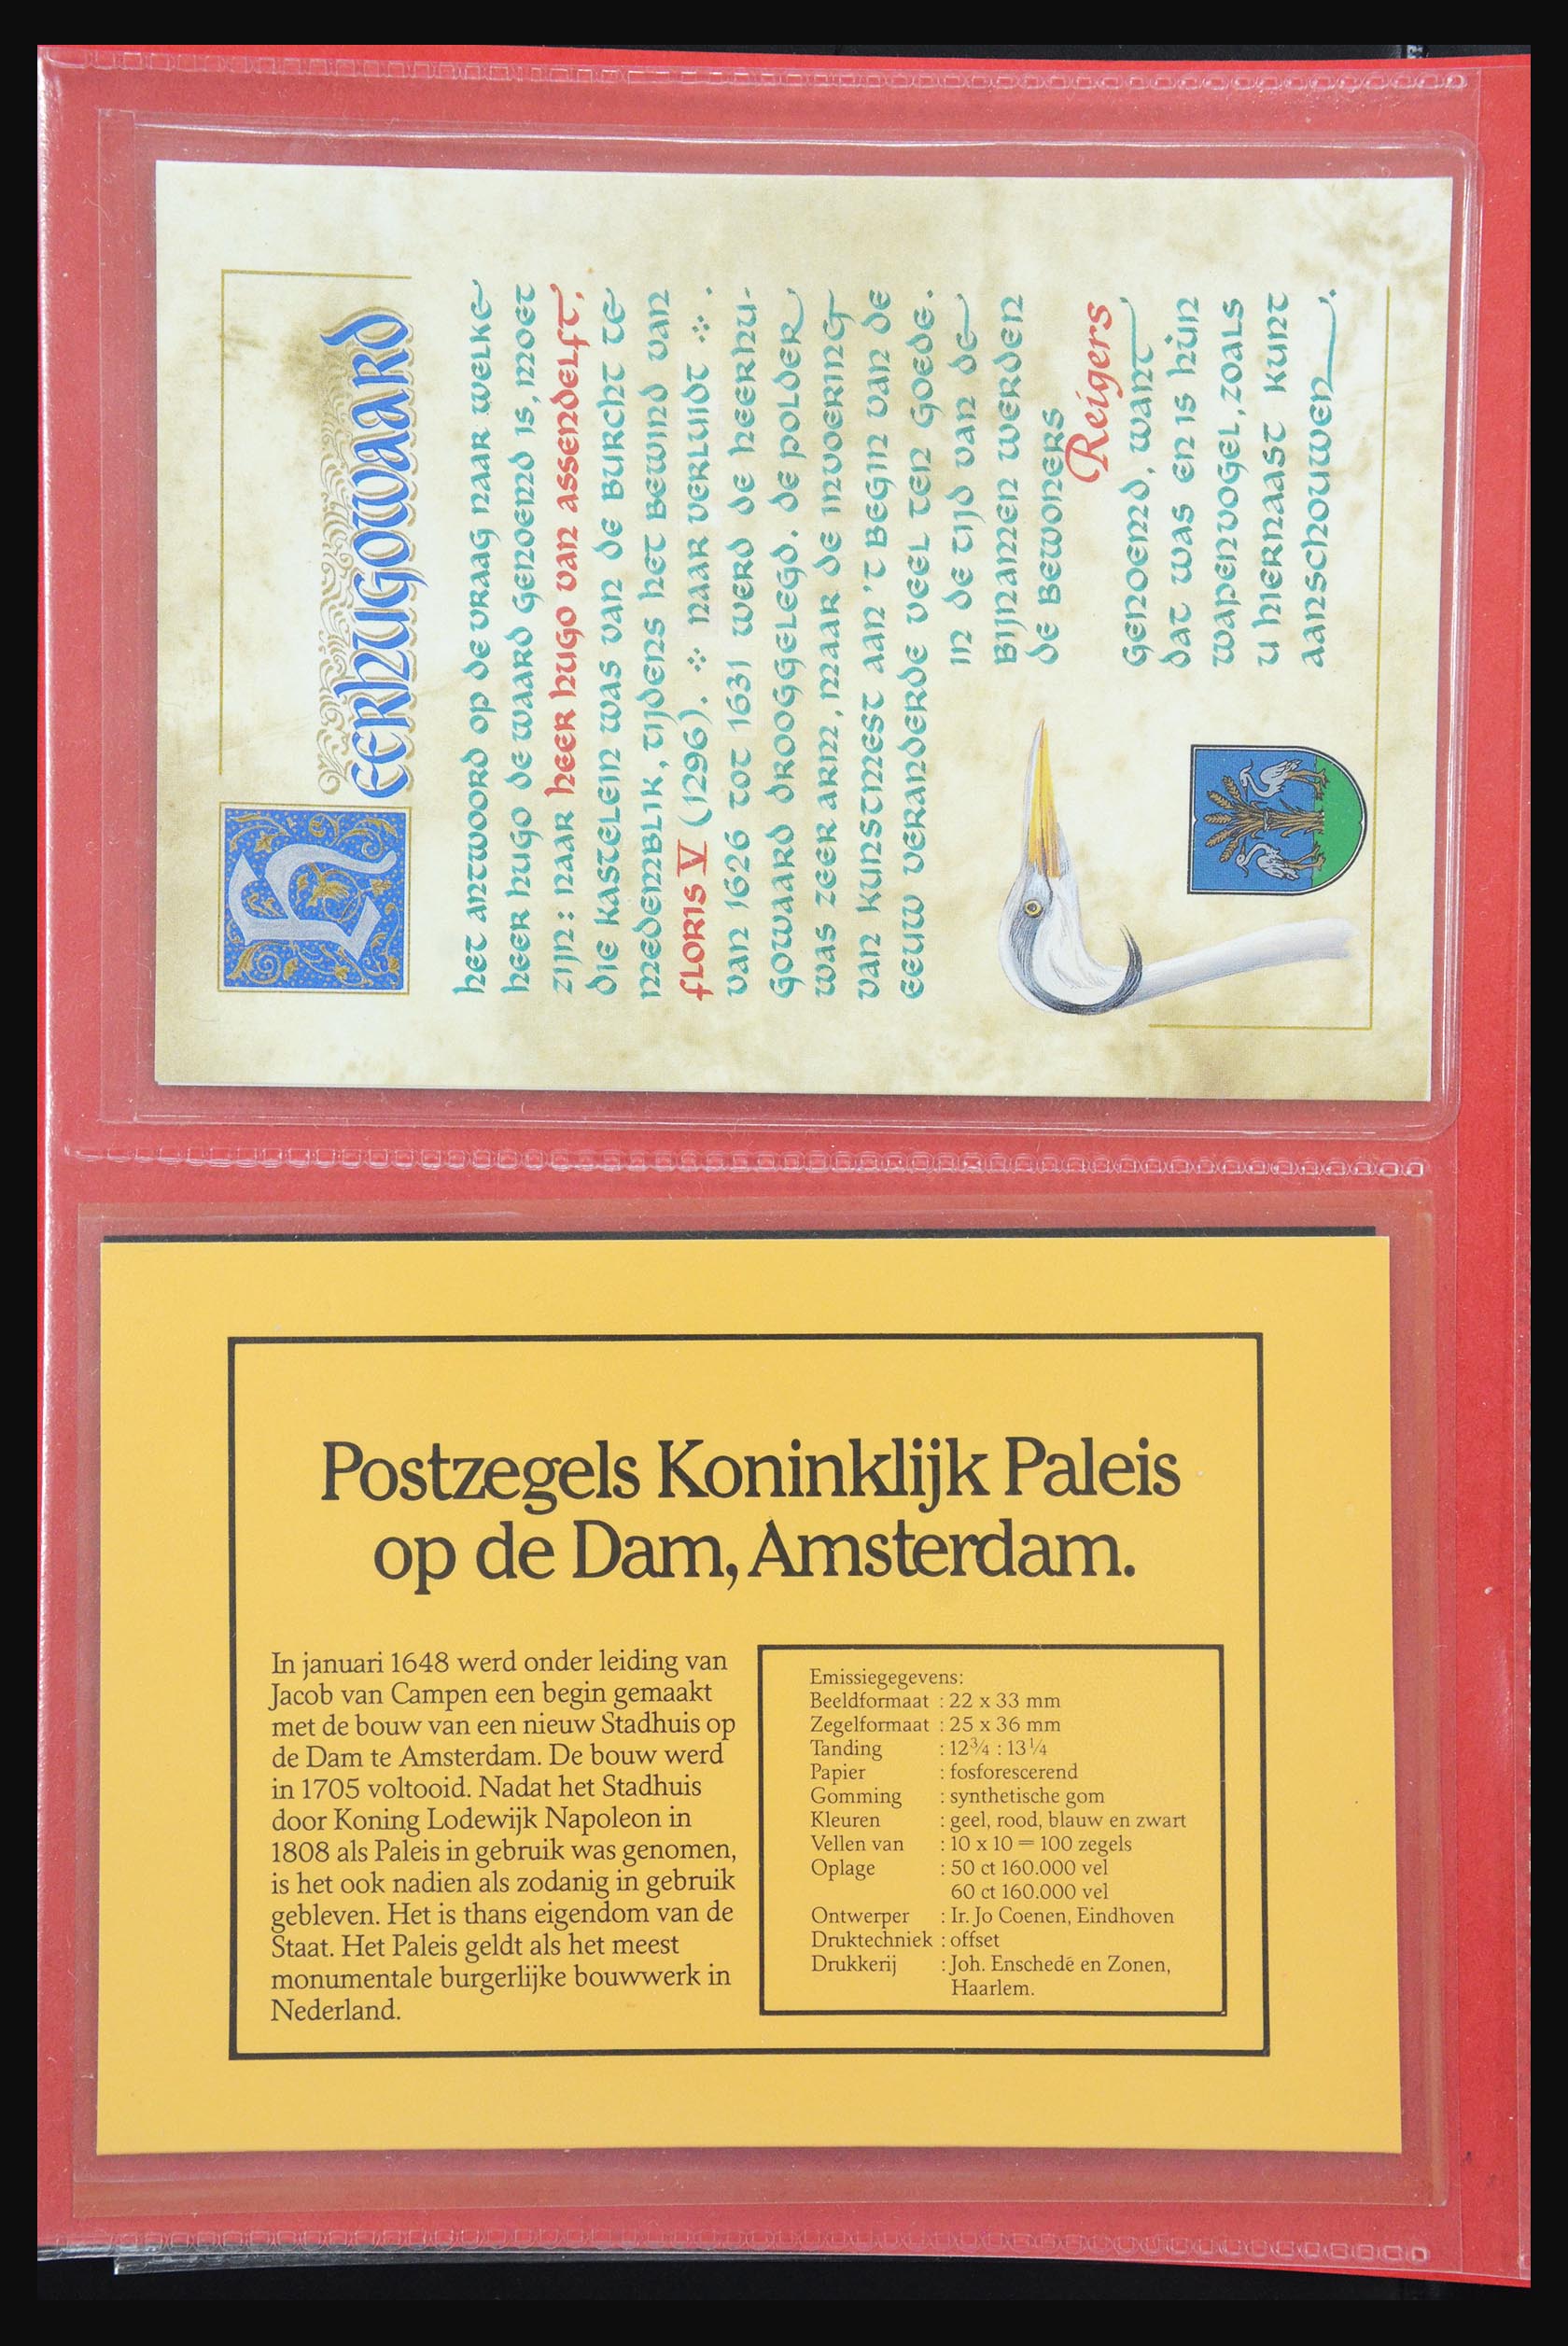 Heerhugowaard
het antwoord op de vraag naar welke
heer hugo de waard genoemd is, moet
zijn: naar heer hugo van assendelft,
die kastelein was van de burcht te
medemblik, tijdens het bewind van
floris V (1296). naar verluidt
van 1626 tot 1631 werd de heerhu-
gowaard drooggelegd. de polder
was zeer arm, maar de invoering
van kunstmest aan 't begin van de
eeuw veranderde veel ten goede.
in de tijd van de
bijnamen werden
de bewoners
Reigers
genoemd, want
dat was en is hùn
wapenvogel, zoals
u hiernaast kunt
aanschouwen.
Postzegels Koninklijk Paleis
op de Dam, Amsterdam.
In januari 1648 werd onder leiding van
Jacob van Campen een begin gemaakt
met de bouw van een nieuw Stadhuis op
de Dam te Amsterdam. De bouw werd
in 1705 voltooid. Nadat het Stadhuis
door Koning Lodewijk Napoleon in
1808 als Paleis in gebruik was genomen,
is het ook nadien als zodanig in gebruik
gebleven. Het is thans eigendom van de
Staat. Het Paleis geldt als het meest
monumentale burgerlijke bouwwerk in
Nederland.
Emissiegegevens:
Beeldformaat : 22 x 33 mm
Zegelformaat : 25 x 36 mm
Tanding : 12¾ : 13¼
Papier : fosforescerend
Gomming : synthetische gom
Kleuren : geel, rood, blauw en zwart
Vellen van : 10 x 10 = 100 zegels
Oplage : 50 ct 160.000 vel
60 ct 160.000 vel
Ontwerper : Ir. Jo Coenen, Eindhoven
Druktechniek : offset
Drukkerij : Joh. Enschedé en Zonen,
Haarlem.